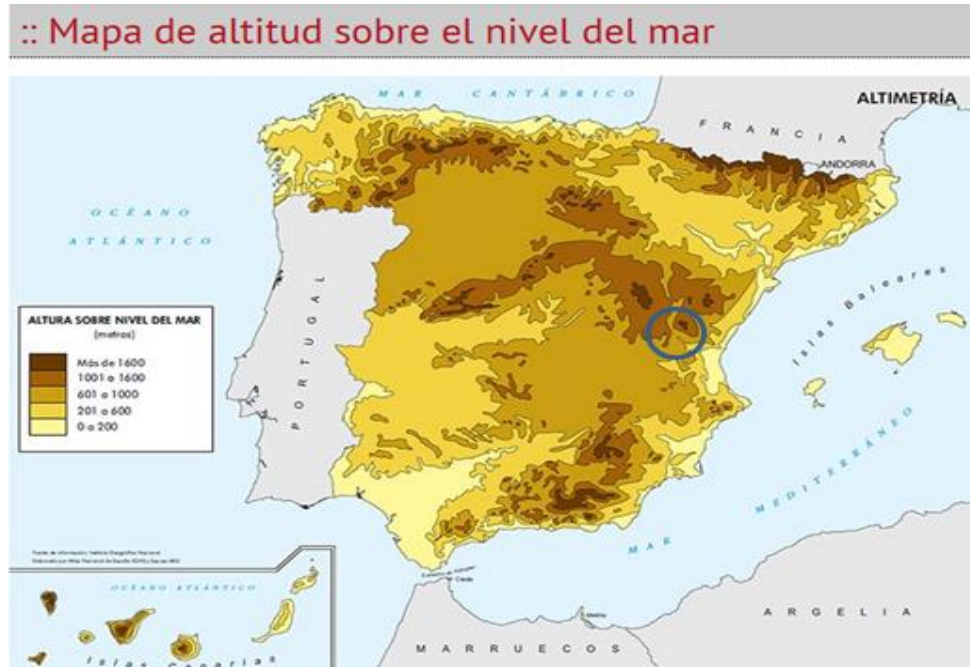 :: Mapa de altitud sobre el nivel del mar
MAR CANTÁBRICO
ALTIMETRÍA
FRANCIA
ANDORRA
OCÉANO
ATLÁNTICO
Islas Baleares
PORTUGAL
ALTURA SOBRE NIVEL DEL MAR
(metros)
Más de 1600
1001 a 1600
601 a 1000
201 a 600
0 a 200
MAR MEDITERRÁNEO
Ceuta
Melilla
ARGELIA
MARRUECOS
OCÉANO ATLÁNTICO
Islas Canarias